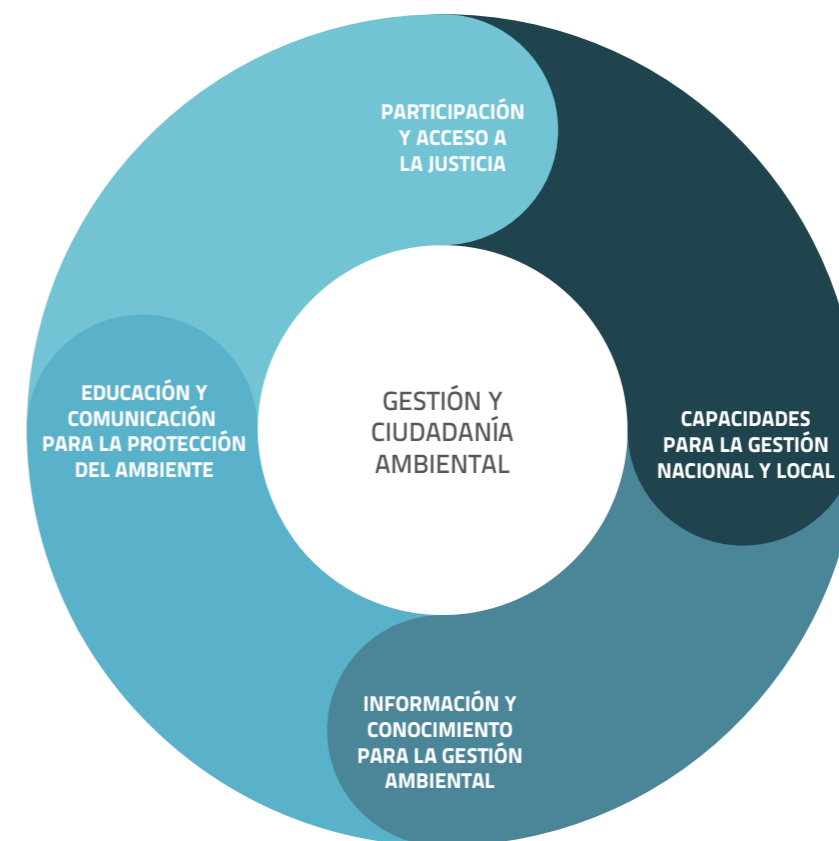 PARTICIPACIÓN
Y ACCESO A
LA JUSTICIA
EDUCACIÓN Y
COMUNICACIÓN
PARA LA PROTECCIÓN
DEL AMBIENTE
GESTIÓN Y
CIUDADANÍA
AMBIENTAL
CAPACIDADES
PARA LA GESTIÓN
NACIONAL Y LOCAL
INFORMACIÓN Y
CONOCIMIENTO
PARA LA GESTIÓN
AMBIENTAL